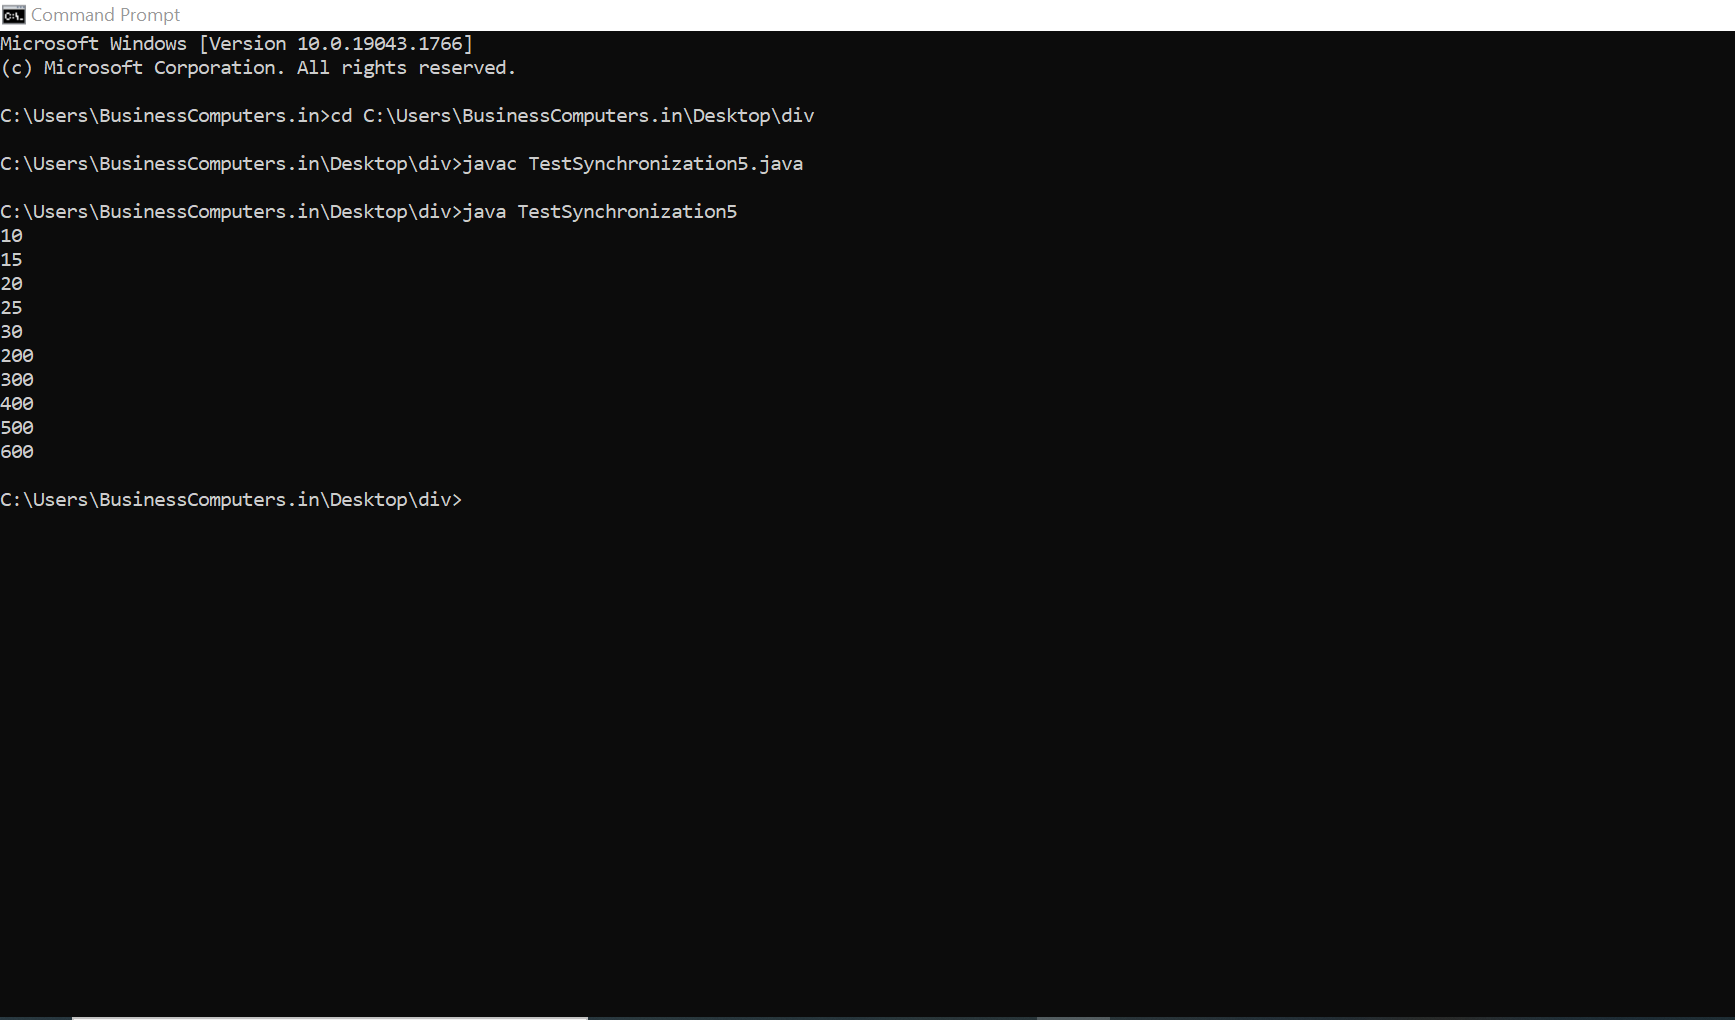 Command Prompt
Microsoft Windows [Version 10.0.19043.1766]
(c) Microsoft Corporation. All rights reserved.
C:\Users\BusinessComputers.in>cd C:\Users\BusinessComputers.in\Desktop\div
C:\Users\BusinessComputers.in\Desktop\div>javac TestSynchronization5.java
C:\Users\BusinessComputers.in\Desktop\div>java TestSynchronization5
10
15
20
25
30
200
300
400
500
600
C:\Users\BusinessComputers.in\Desktop\div>